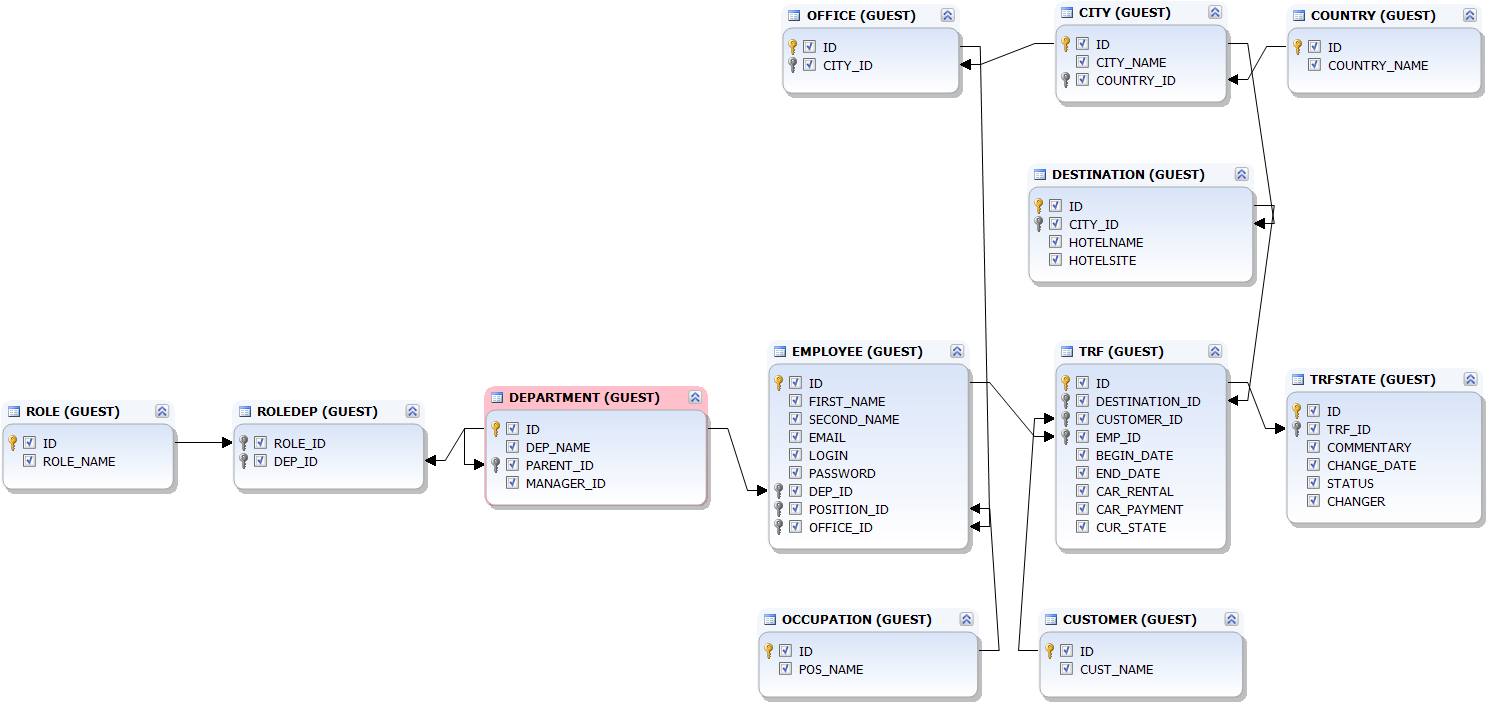 OFFICE (GUEST)
ID
CITY_ID
CITY (GUEST)
ID
CITY_NAME
COUNTRY_ID
COUNTRY (GUEST)
ID
COUNTRY_NAME
DESTINATION (GUEST)
ID
CITY_ID
HOTELNAME
HOTELSITE
ROLE (GUEST)
ID
ROLE_NAME
ROLEDEP (GUEST)
ROLE_ID
DEP_ID
DEPARTMENT (GUEST)
ID
DEP_NAME
PARENT_ID
MANAGER_ID
EMPLOYEE (GUEST)
ID
FIRST_NAME
SECOND_NAME
EMAIL
LOGIN
PASSWORD
DEP_ID
POSITION_ID
OFFICE_ID
TRF (GUEST)
ID
DESTINATION_ID
CUSTOMER_ID
EMP_ID
BEGIN_DATE
END_DATE
CAR_RENTAL
CAR_PAYMENT
CUR_STATE
TRFSTATE (GUEST)
ID
TRF_ID
COMMENTARY
CHANGE_DATE
STATUS
CHANGER
OCCUPATION (GUEST)
ID
POS_NAME
CUSTOMER (GUEST)
ID
CUST_NAME